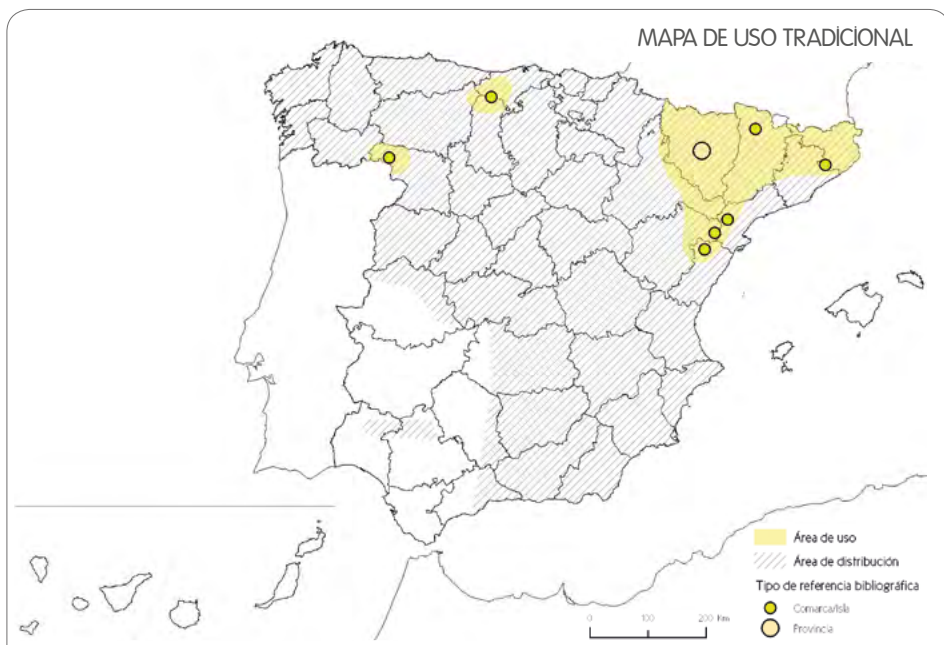 MAPA DE USO TRADICIONAL
Área de uso
Área de distribución
Tipo de referencia bibliográfica
Comarca/Isla
Provincia
0 100 200 Km